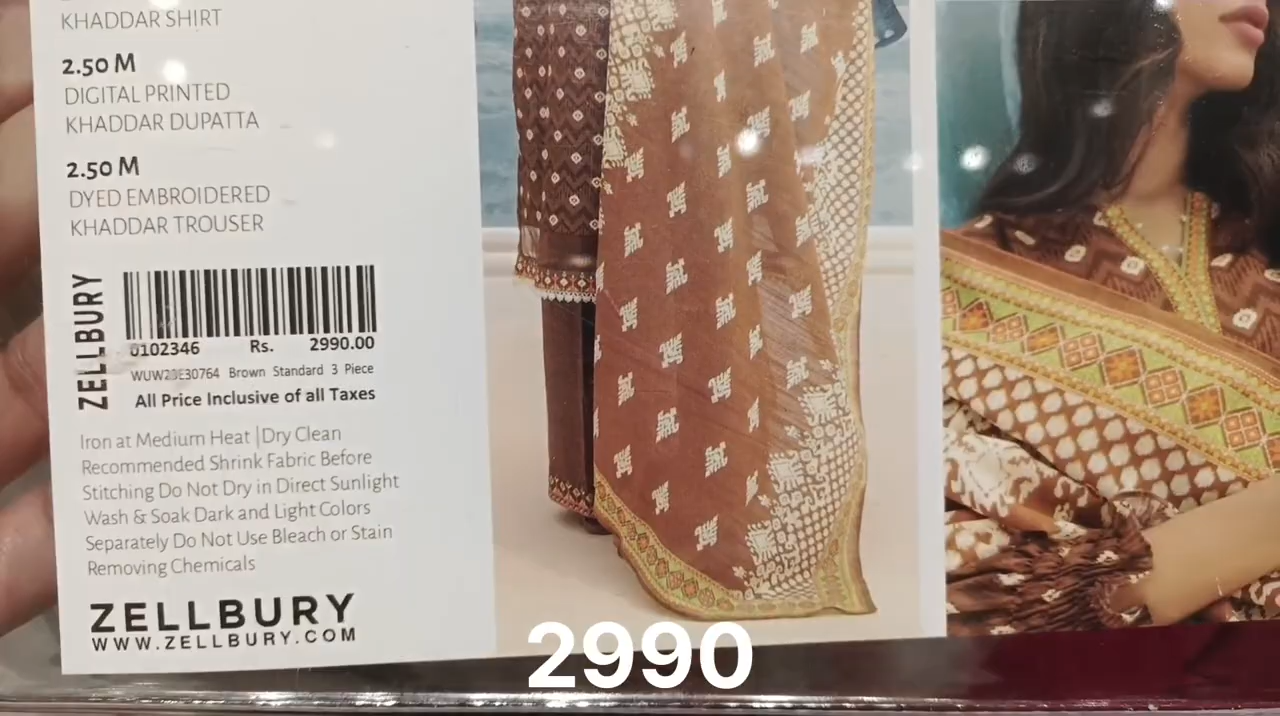 KHADDAR SHIRT
2.50 M
DIGITAL PRINTED
KHADDAR DUPATTA
2.50 M
DYED EMBROIDERED
KHADDAR TROUSER
ZELLBURY
0102346 Rs. 2990.00
WUW23E30764 Brown Standard 3 Piece
All Price Inclusive of all Taxes
Iron at Medium Heat |Dry Clean
Recommended Shrink Fabric Before
Stitching Do Not Dry in Direct Sunlight
Wash & Soak Dark and Light Colors
Separately Do Not Use Bleach or Stain
Removing Chemicals
ZELLBURY
WWW.ZELLBURY.COM
2990